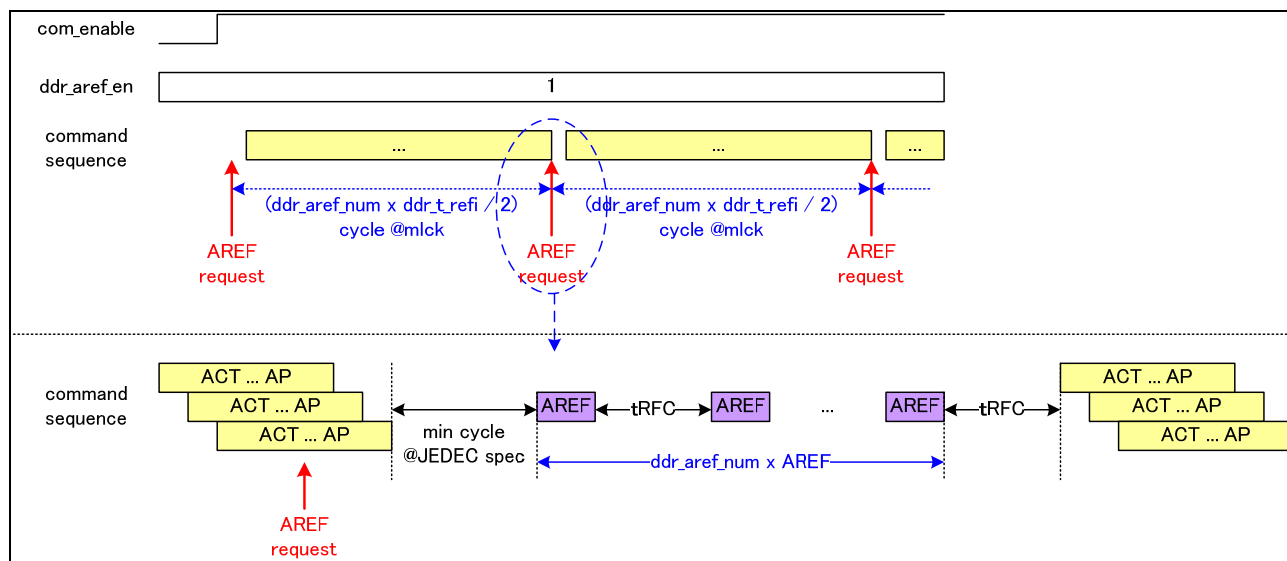 com_enable
ddr_aref_en
1
command
sequence
...
...
...
(ddr_aref_num x ddr_t_refi / 2)
cycle @mlck
(ddr_aref_num x ddr_t_refi / 2)
cycle @mlck
AREF
request
AREF
request
AREF
request
command
sequence
ACT ... AP
ACT ... AP
ACT ... AP
min cycle
@JEDEC spec
AREF
tRFC
AREF
...
AREF
tRFC
ddr_aref_num x AREF
ACT ... AP
ACT ... AP
ACT ... AP
AREF
request